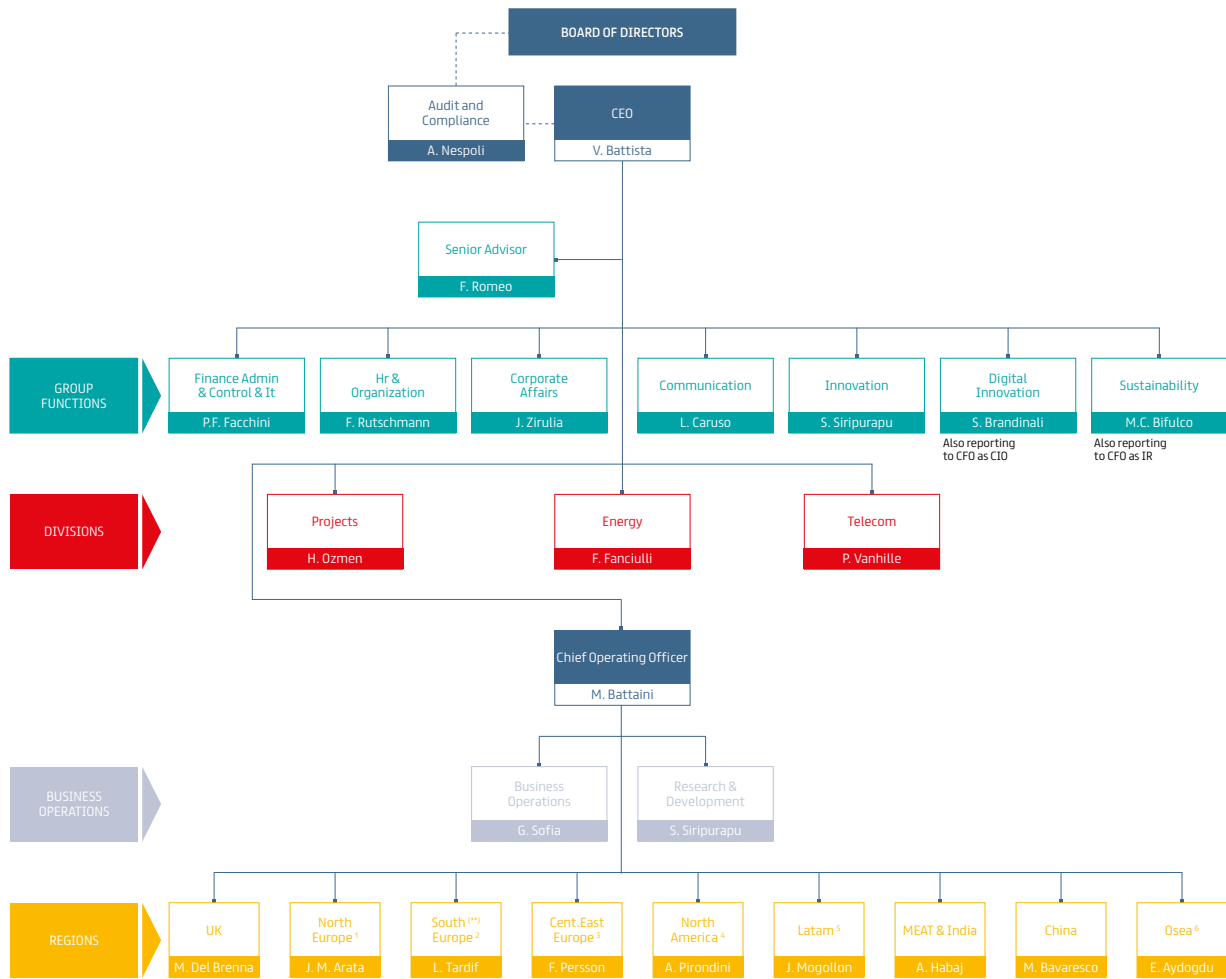 BOARD OF DIRECTORS
Audit and
Compliance
A. Nespoli
CEO
V. Battista
Senior Advisor
F. Romeo
GROUP
FUNCTIONS
Finance Admin
& Control & It
P.F. Facchini
Hr &
Organization
F. Rutschmann
Corporate
Affairs
J. Zirulia
Communication
L. Caruso
Innovation
S. Siripurapu
Digital
Innovation
S. Brandinali
Also reporting
to CFO as CIO
Sustainability
M.C. Bifulco
Also reporting
to CFO as IR
DIVISIONS
Projects
H. Ozmen
Energy
F. Fanciulli
Telecom
P. Vanhille
Chief Operating Officer
M. Battaini
BUSINESS
OPERATIONS
Business
Operations
G. Sofia
Research &
Development
S. Siripurapu
REGIONS
UK
M. Del Brenna
North
Europe ¹
J. M. Arata
South (**)
Europe ²
L. Tardif
Cent.East
Europe ³
F. Persson
North
America ⁴
A. Pirondini
Latam ⁵
J. Mogollon
MEAT & India
A. Habaj
China
M. Bavaresco
Osea ⁶
E. Aydogdu